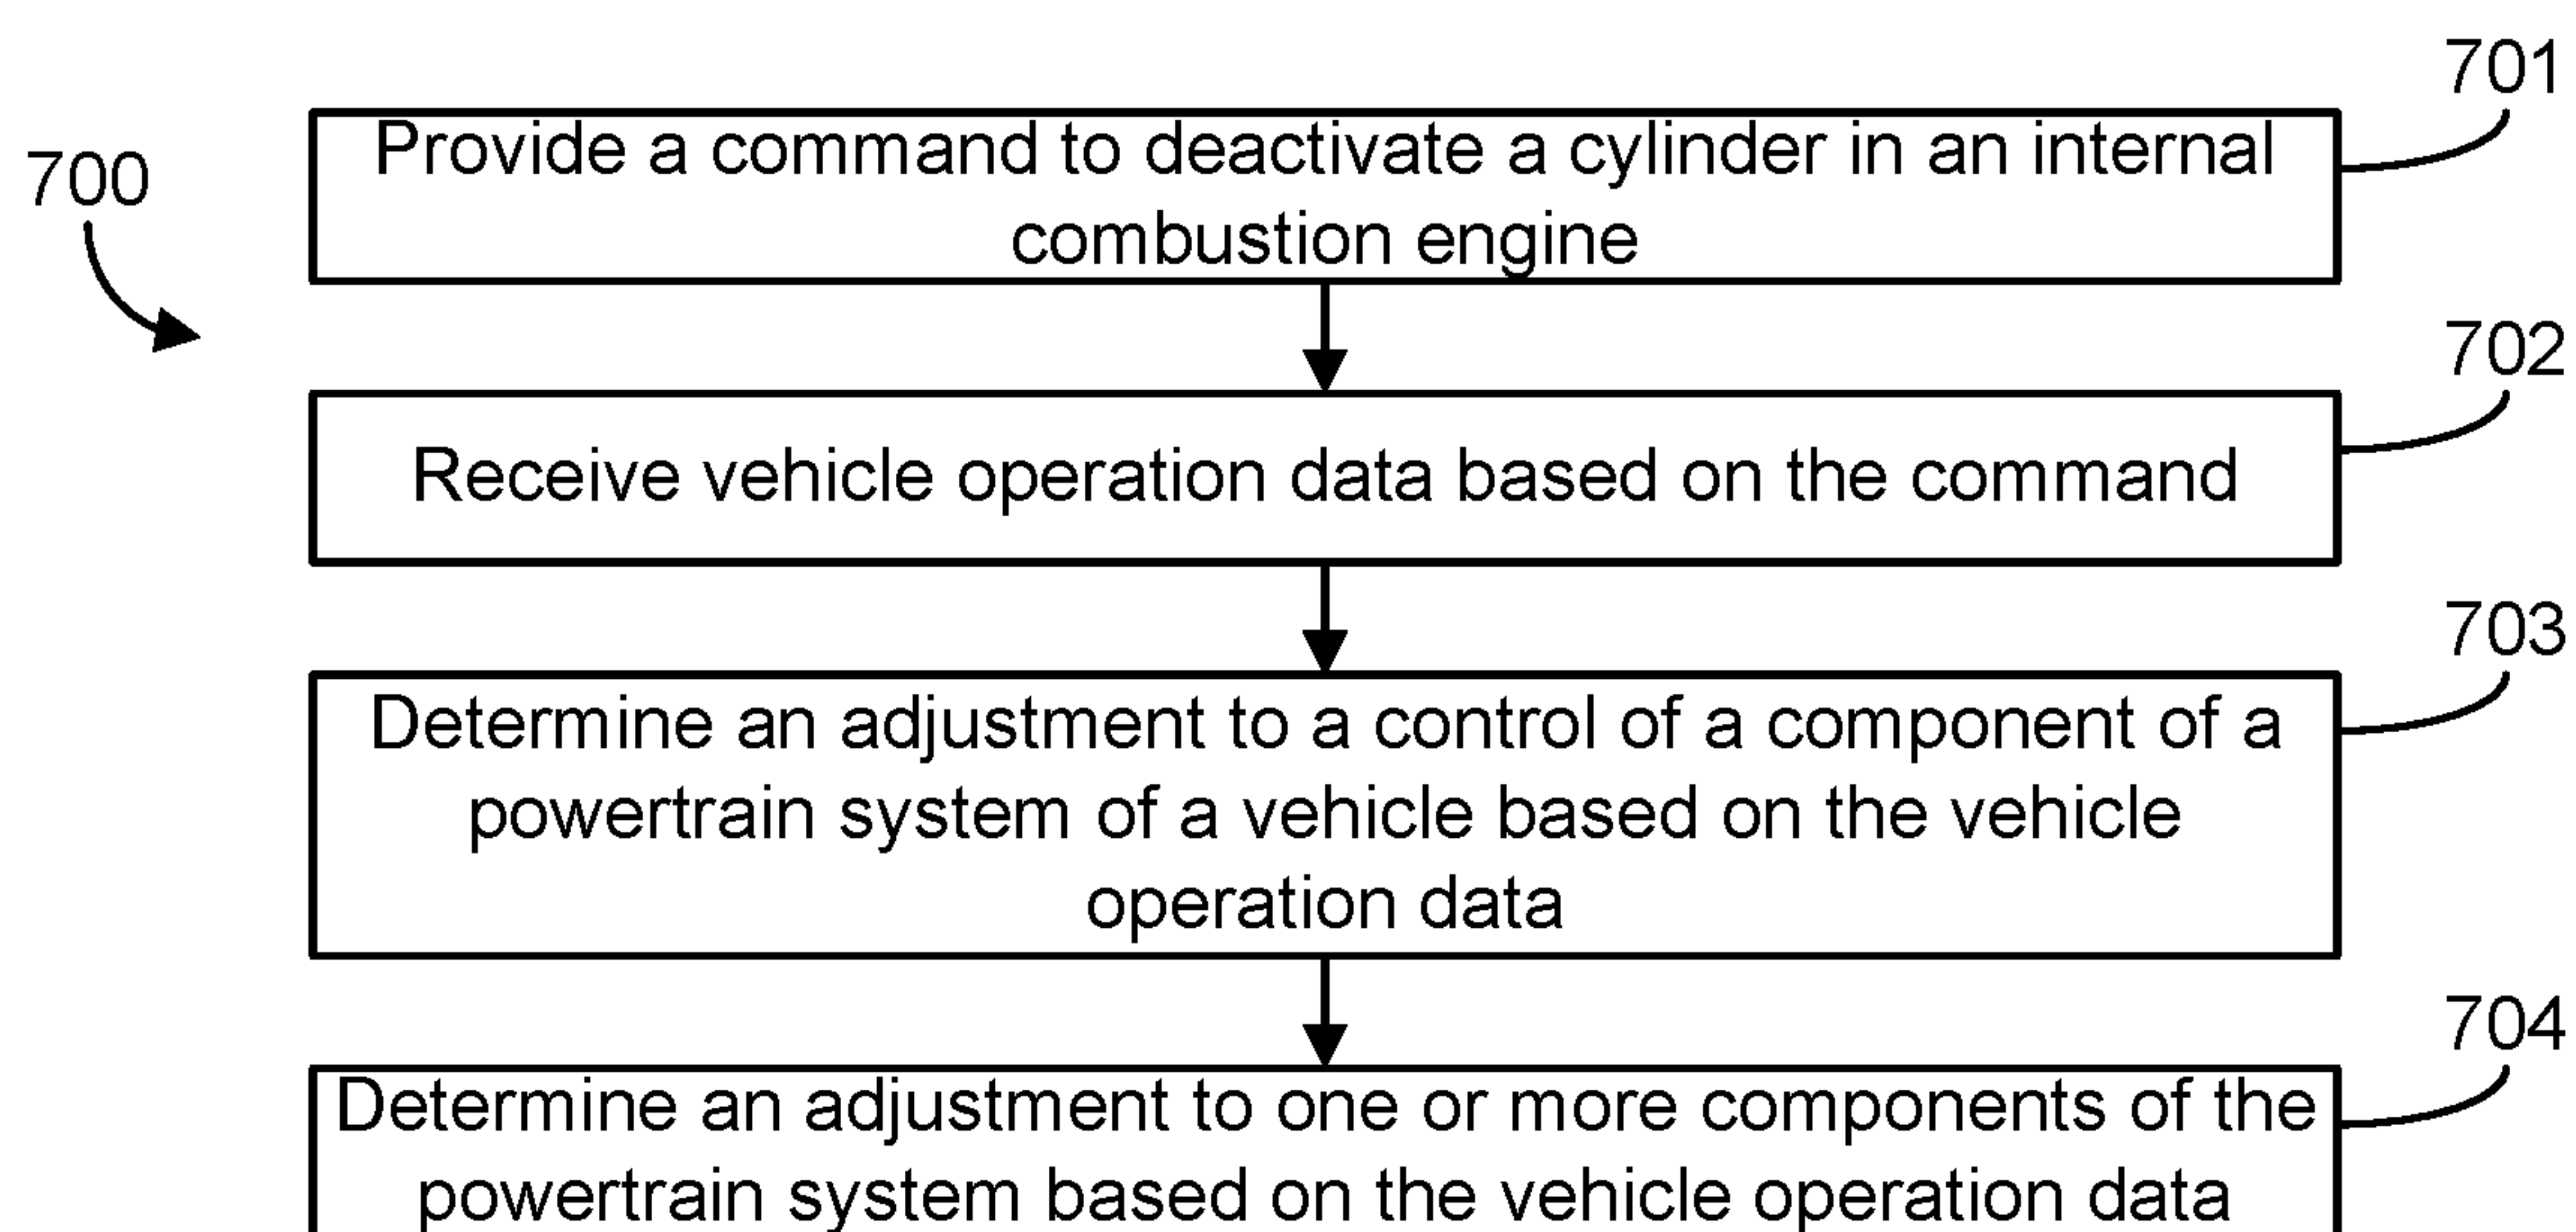 701
700
Provide a command to deactivate a cylinder in an internal
combustion engine
702
Receive vehicle operation data based on the command
703
Determine an adjustment to a control of a component of a
powertrain system of a vehicle based on the vehicle
operation data
704
Determine an adjustment to one or more components of the
powertrain system based on the vehicle operation data